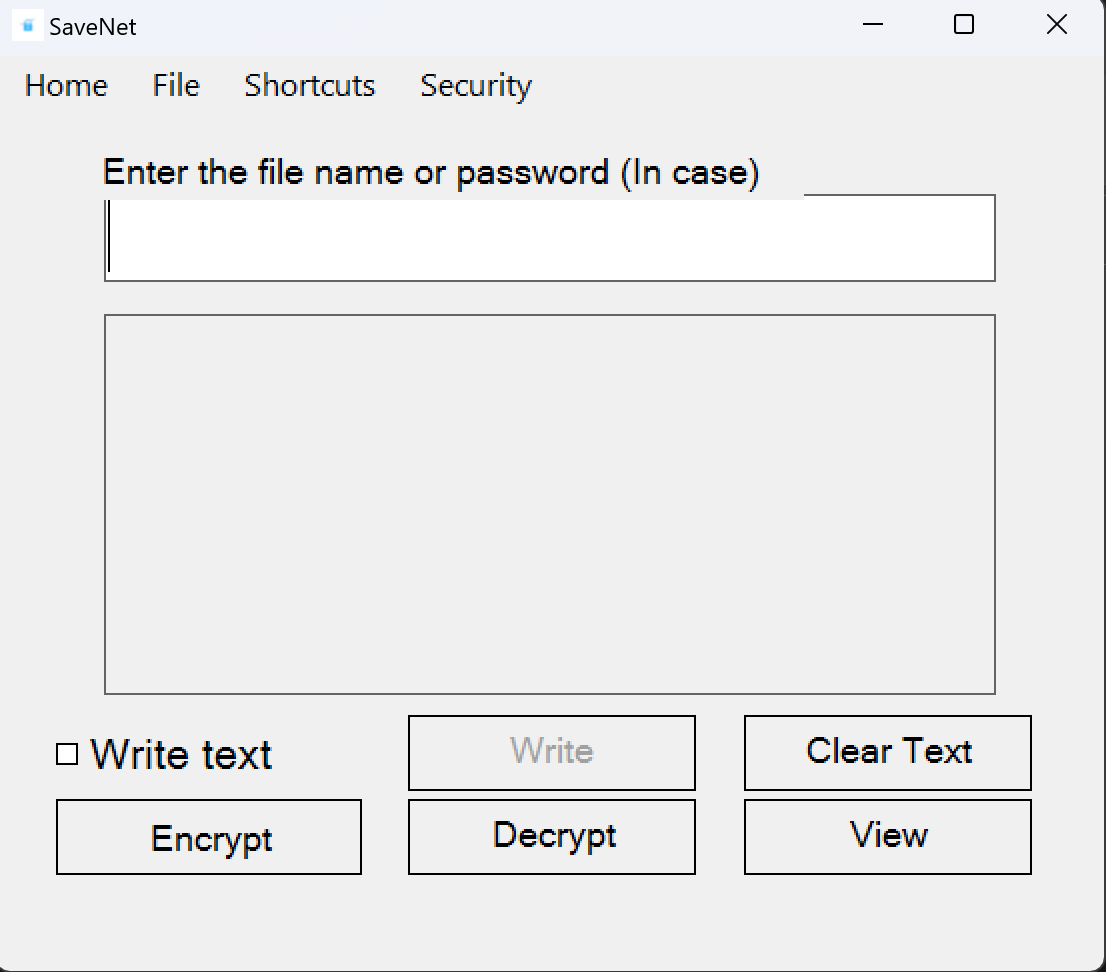 SaveNet
Home File Shortcuts Security
Enter the file name or password (In case)
Write text Write Clear Text
Encrypt Decrypt View